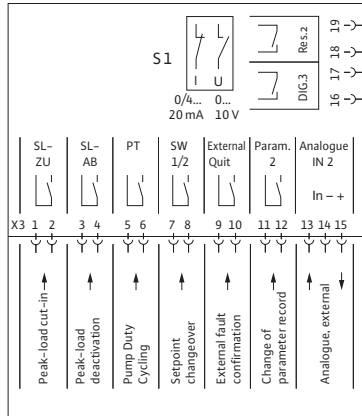 S1
I U
0/4... 0...
20 mA 10 V
Res.2
DIG.3
19
18
17
16
SL-
ZU
SL-
AB
PT
SW
1/2
External
Quit
Param.
2
Analogue
IN 2
In – +
X3 1 2 3 4 5 6 7 8 9 10 11 12 13 14 15
Peak-load cut-in
Peak-load
deactivation
Pump Duty
Cycling
Setpoint
changeover
External fault
confirmation
Change of
parameter record
Analogue, external